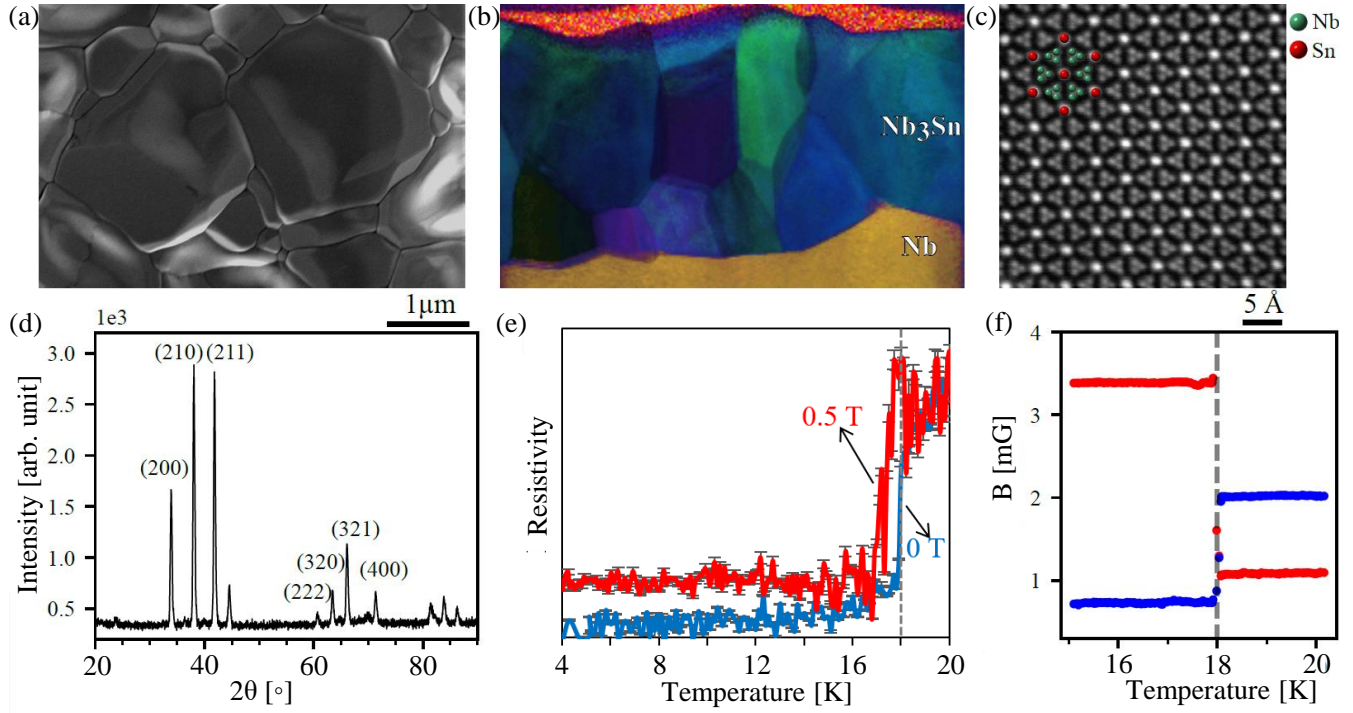 (a)
(b)
(c)
Nb
Sn
Nb3Sn
Nb
1μm
5 Å
(d)
1e3
Intensity [arb. unit]
3.0
2.5
2.0
1.5
1.0
0.5
(200)
(210)
(211)
(222)
(320)
(321)
(400)
20
40
60
80
2θ [◦]
(e)
Resistivity
0.5 T
0 T
4
8
12
16
20
Temperature [K]
(f)
B [mG]
4
3
2
1
16
18
20
Temperature [K]